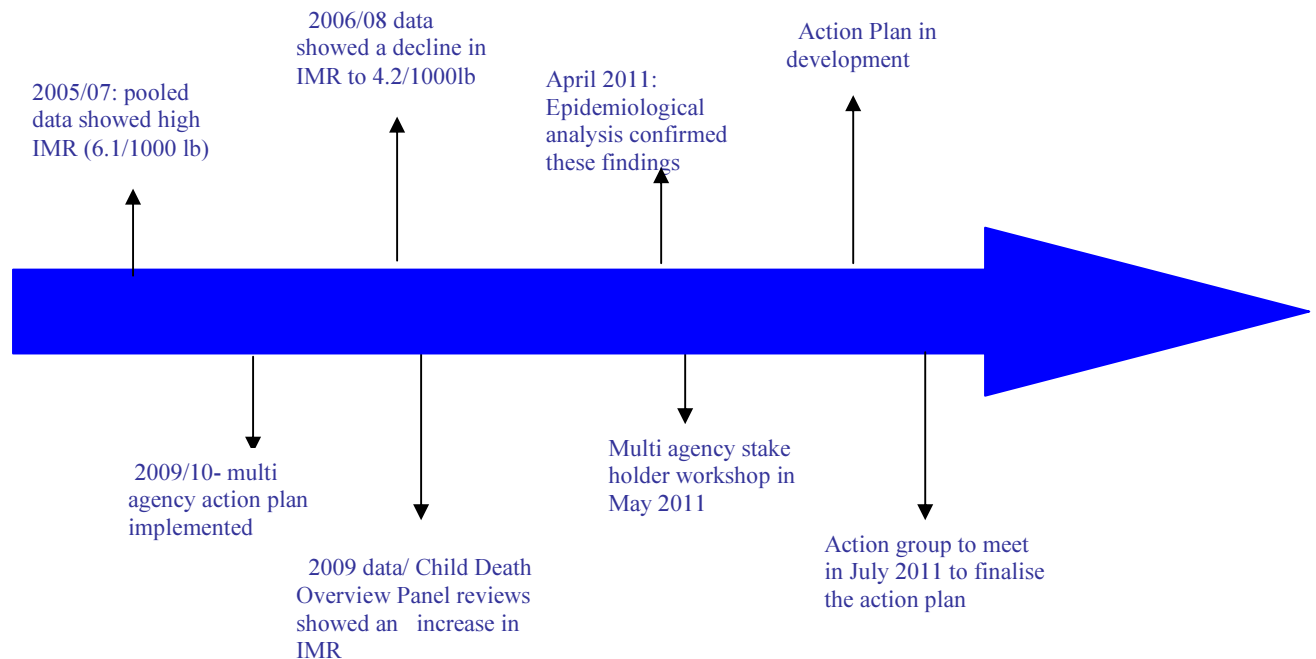 2005/07: pooled
data showed high
IMR (6.1/1000 lb)
2009/10- multi
agency action plan
implemented
2006/08 data
showed a decline in
IMR to 4.2/1000lb
2009 data/ Child Death
Overview Panel reviews
showed an increase in
IMR
April 2011:
Epidemiological
analysis confirmed
these findings
Multi agency stake
holder workshop in
May 2011
Action Plan in
development
Action group to meet
in July 2011 to finalise
the action plan